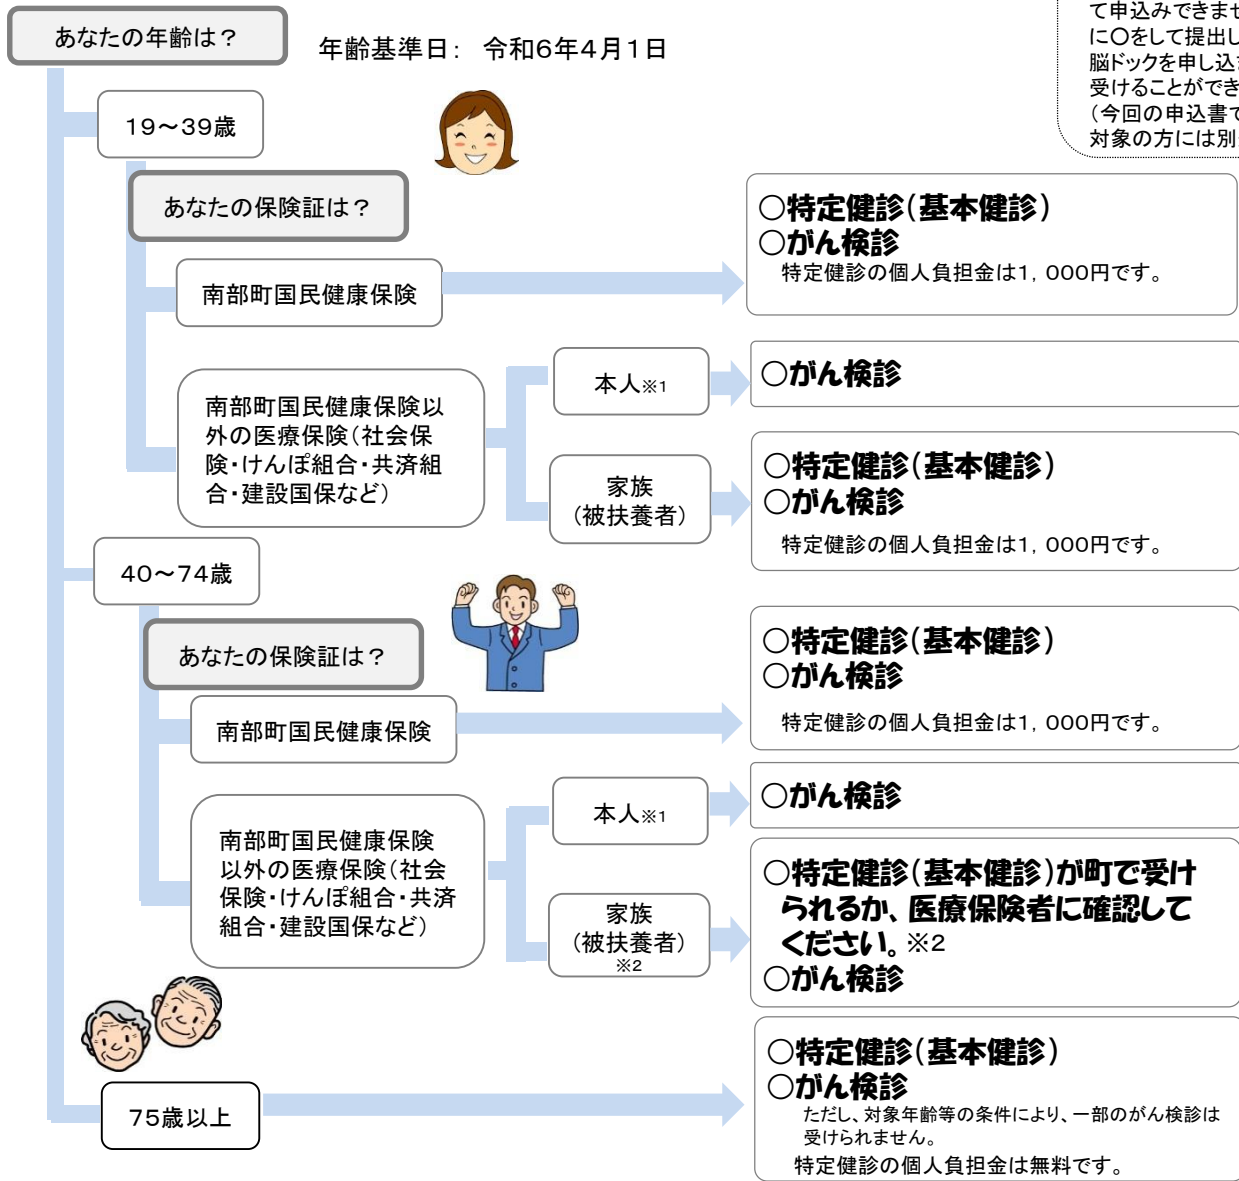 あなたの年齢は？
年齢基準日： 令和6年4月1日
て申込みできませ
に○をして提出し
脳ドックを申し込
受けることができ
（今回の申込書で
対象の方には別
19～39歳
あなたの保険証は？
南部町国民健康保険
○特定健診（基本健診）
○がん検診
特定健診の個人負担金は1，000円です。
南部町国民健康保険以
外の医療保険（社会保
険・けんぽ組合・共済組
合・建設国保など）
本人※1
○がん検診
家族
（被扶養者）
○特定健診（基本健診）
○がん検診
特定健診の個人負担金は1，000円です。
40～74歳
あなたの保険証は？
南部町国民健康保険
○特定健診（基本健診）
○がん検診
特定健診の個人負担金は1，000円です。
南部町国民健康保険
以外の医療保険（社会
保険・けんぽ組合・共済
組合・建設国保など）
本人※1
○がん検診
家族
（被扶養者）
※2
○特定健診（基本健診）が町で受け
られるか、医療保険者に確認して
ください。※2
○がん検診
75歳以上
○特定健診（基本健診）
○がん検診
ただし、対象年齢等の条件により、一部のがん検診は
受けられません。
特定健診の個人負担金は無料です。